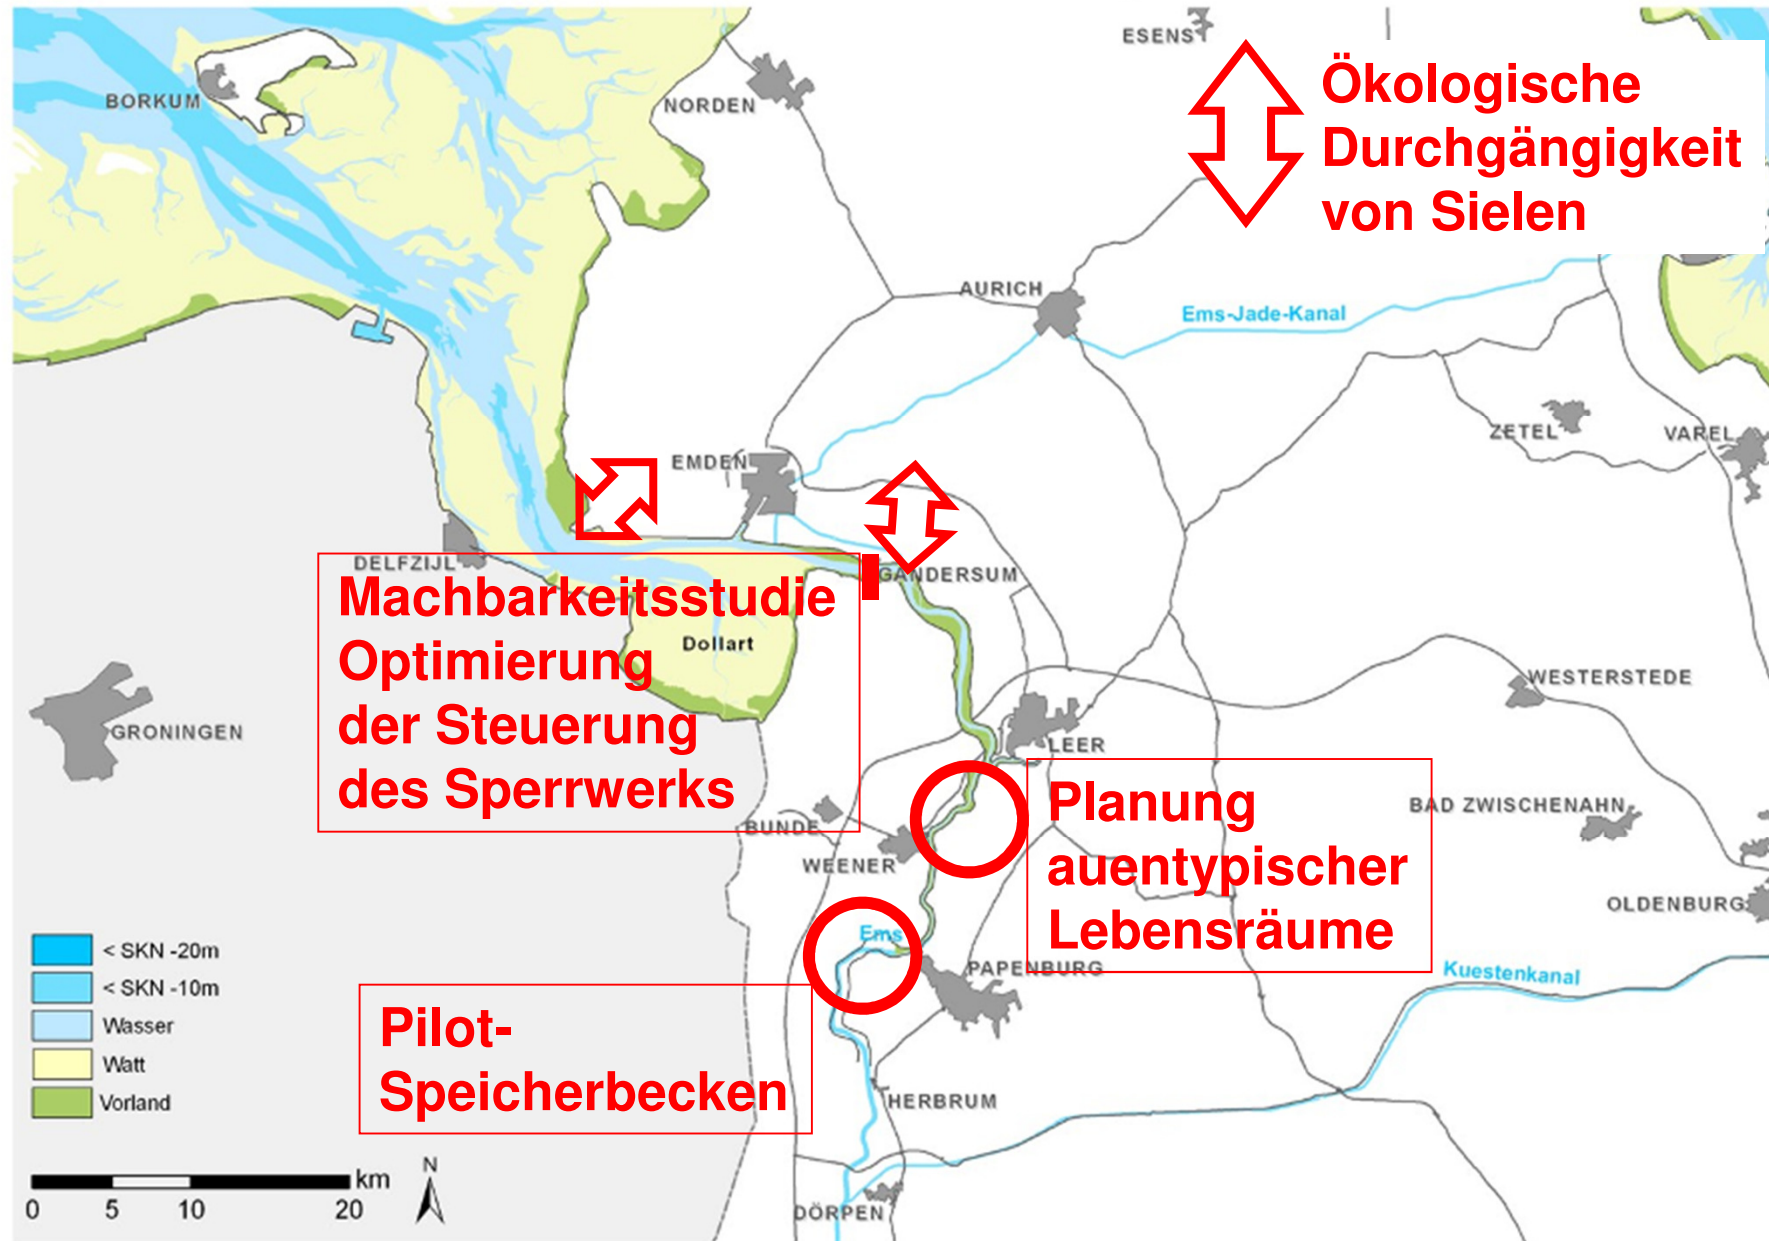 ESENS
BORKUM
NORDEN
Ökologische
Durchgängigkeit
von Sielen
AURICH
Ems-Jade-Kanal
ZETEL
VAREL
EMDEN
DELFZIJL
GANDERSUM
Machbarkeitsstudie
Optimierung
der Steuerung
des Sperrwerks
Dollart
GRONINGEN
WESTERSTEDE
LEER
Planung
auentypischer
Lebensräume
BAD ZWISCHENAHN
BUNDE
WEENER
OLDENBURG
Ems
PAPENBURG
Kuestenkanal
< SKN -20m
< SKN -10m
Wasser
Watt
Vorland
Pilot-
Speicherbecken
HERBRUM
DÖRPEN
km
0 5 10 20
N